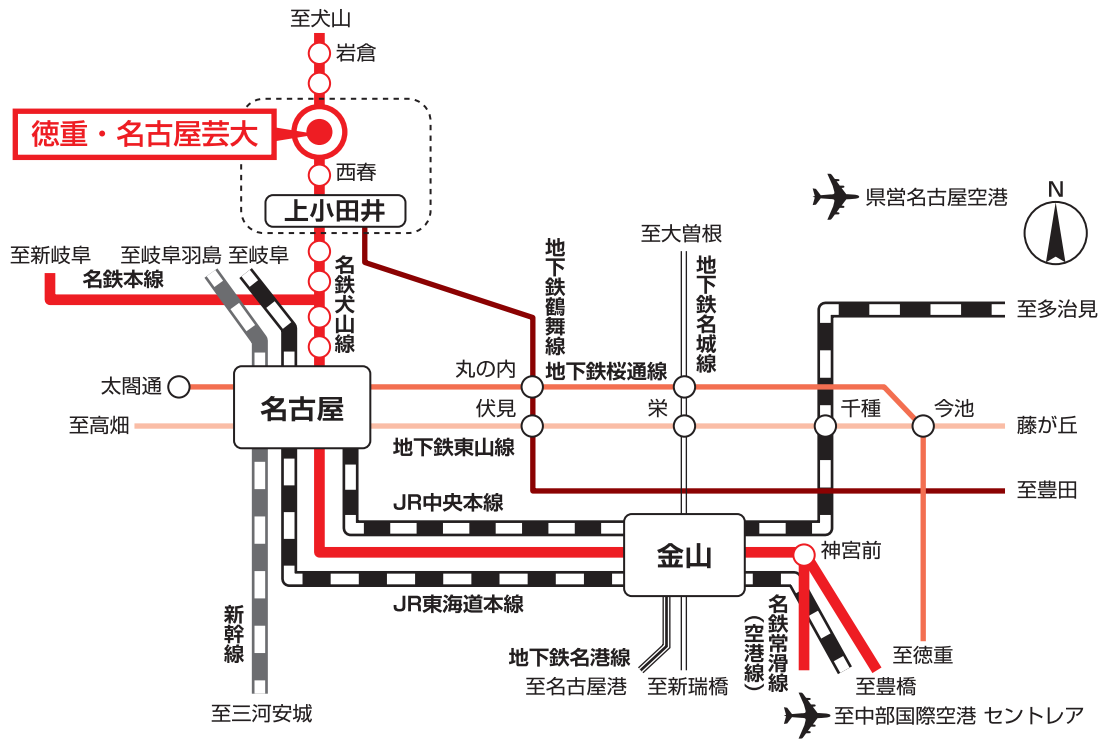 至犬山
岩倉
徳重・名古屋芸大
西春
上小田井
県営名古屋空港
N
至新岐阜
至岐阜羽島
至岐阜
名鉄本線
名鉄犬山線
地下鉄鶴舞線
至大曽根
地下鉄名城線
至多治見
太閤通
丸の内
地下鉄桜通線
名古屋
伏見
栄
千種
今池
至高畑
藤が丘
地下鉄東山線
至豊田
JR中央本線
金山
神宮前
JR東海道本線
新幹線
名鉄常滑線
(空港線)
地下鉄名港線
至名古屋港
至新瑞橋
至徳重
至豊橋
至三河安城
至中部国際空港 セントレア